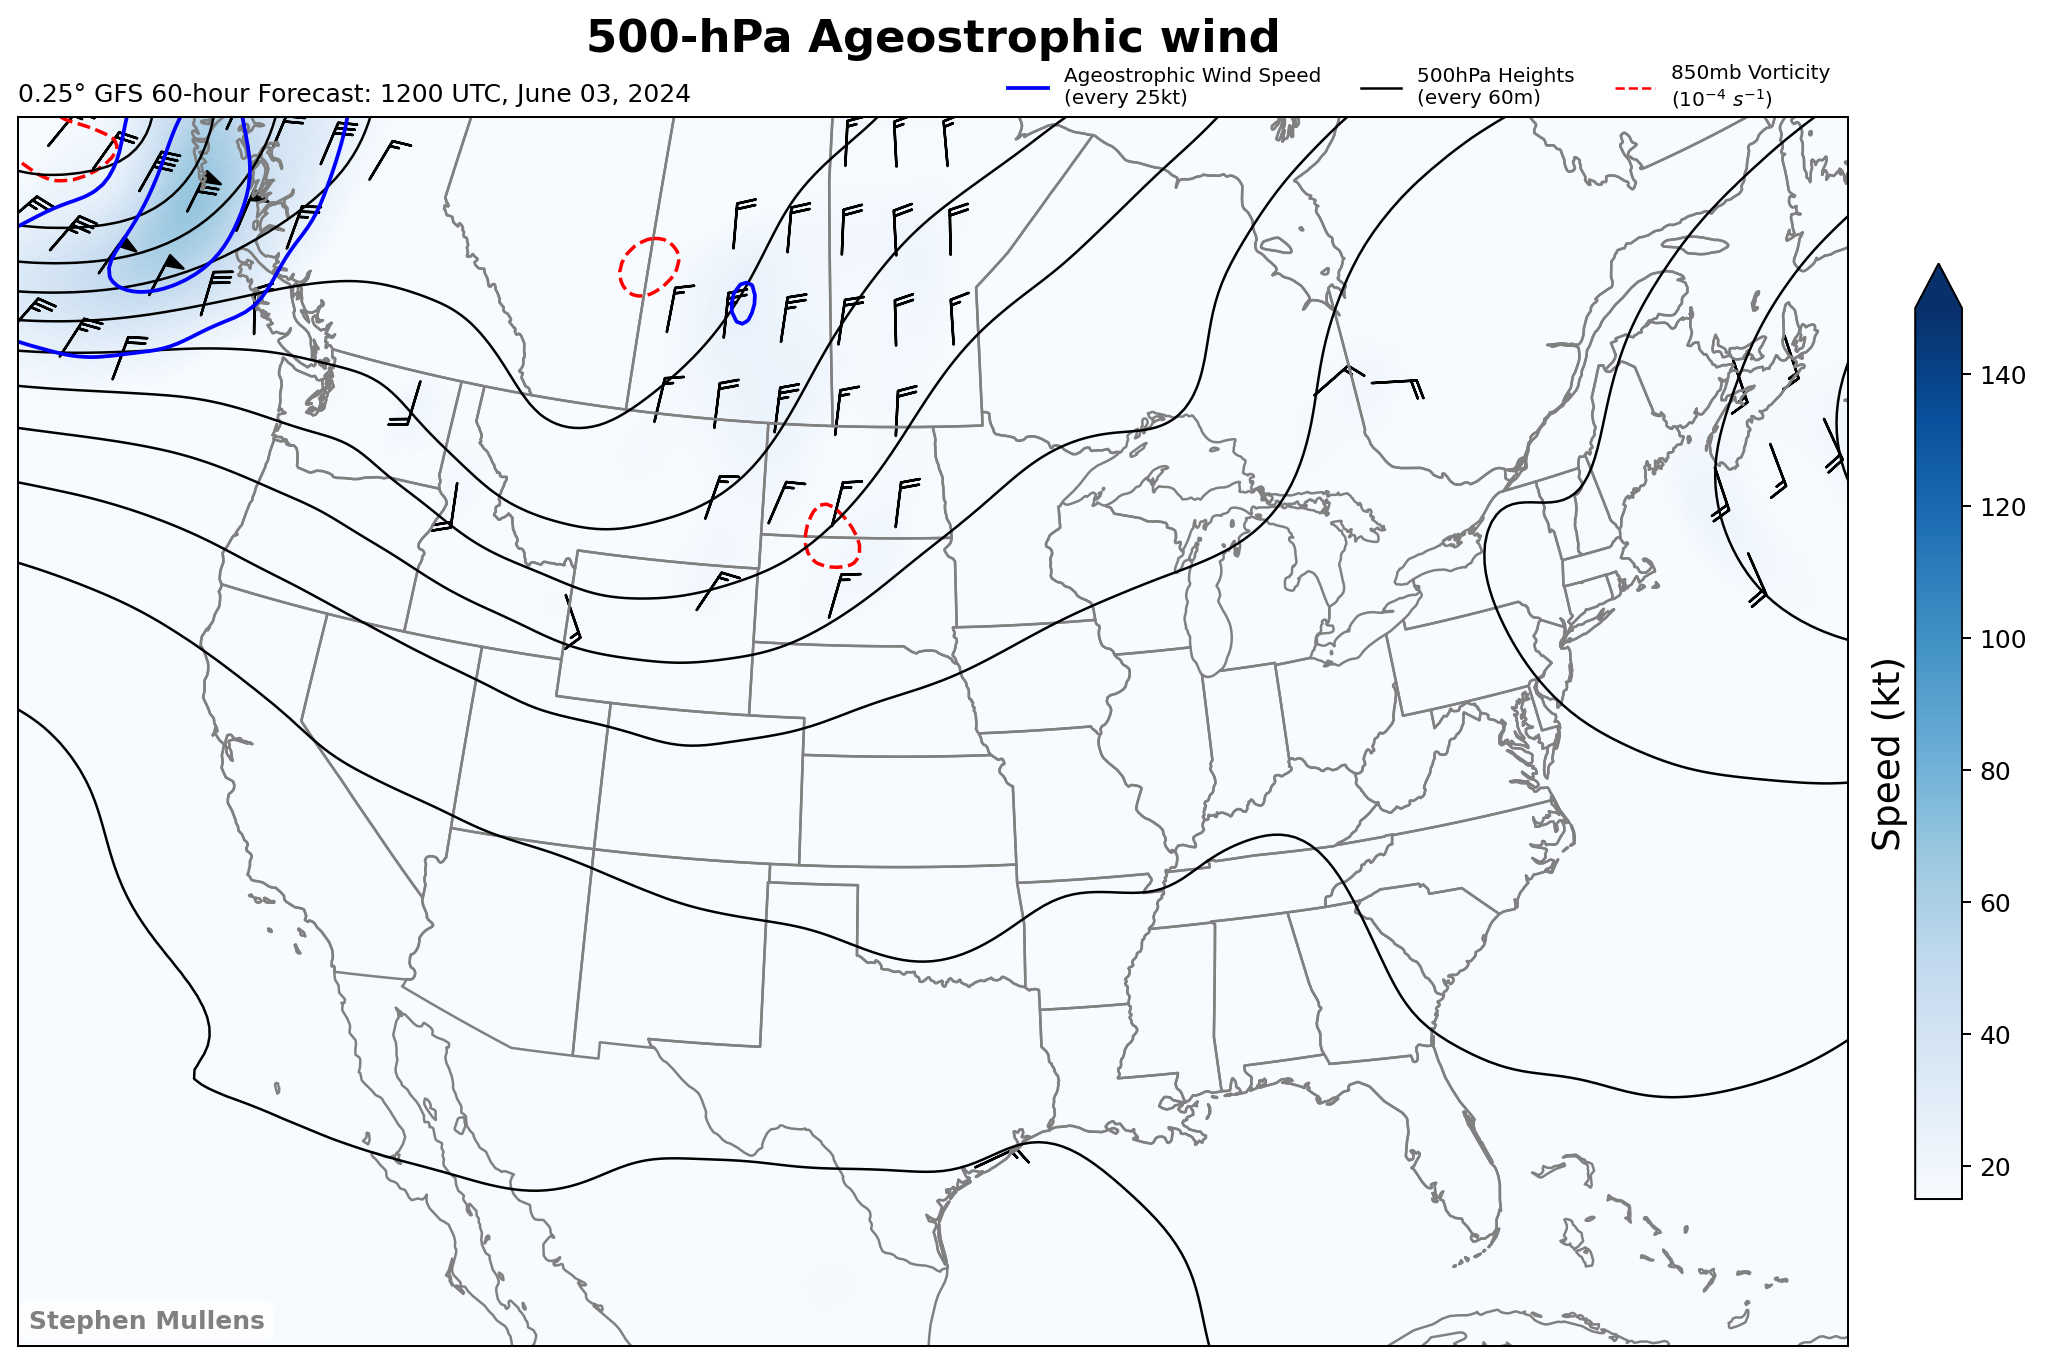 500-hPa Ageostrophic wind
0.25° GFS 60-hour Forecast: 1200 UTC, June 03, 2024
Ageostrophic Wind Speed
(every 25kt)
500hPa Heights
(every 60m)
850mb Vorticity
(10⁻⁴ s⁻¹)
140
120
100
80
60
40
20
Speed (kt)
Stephen Mullens